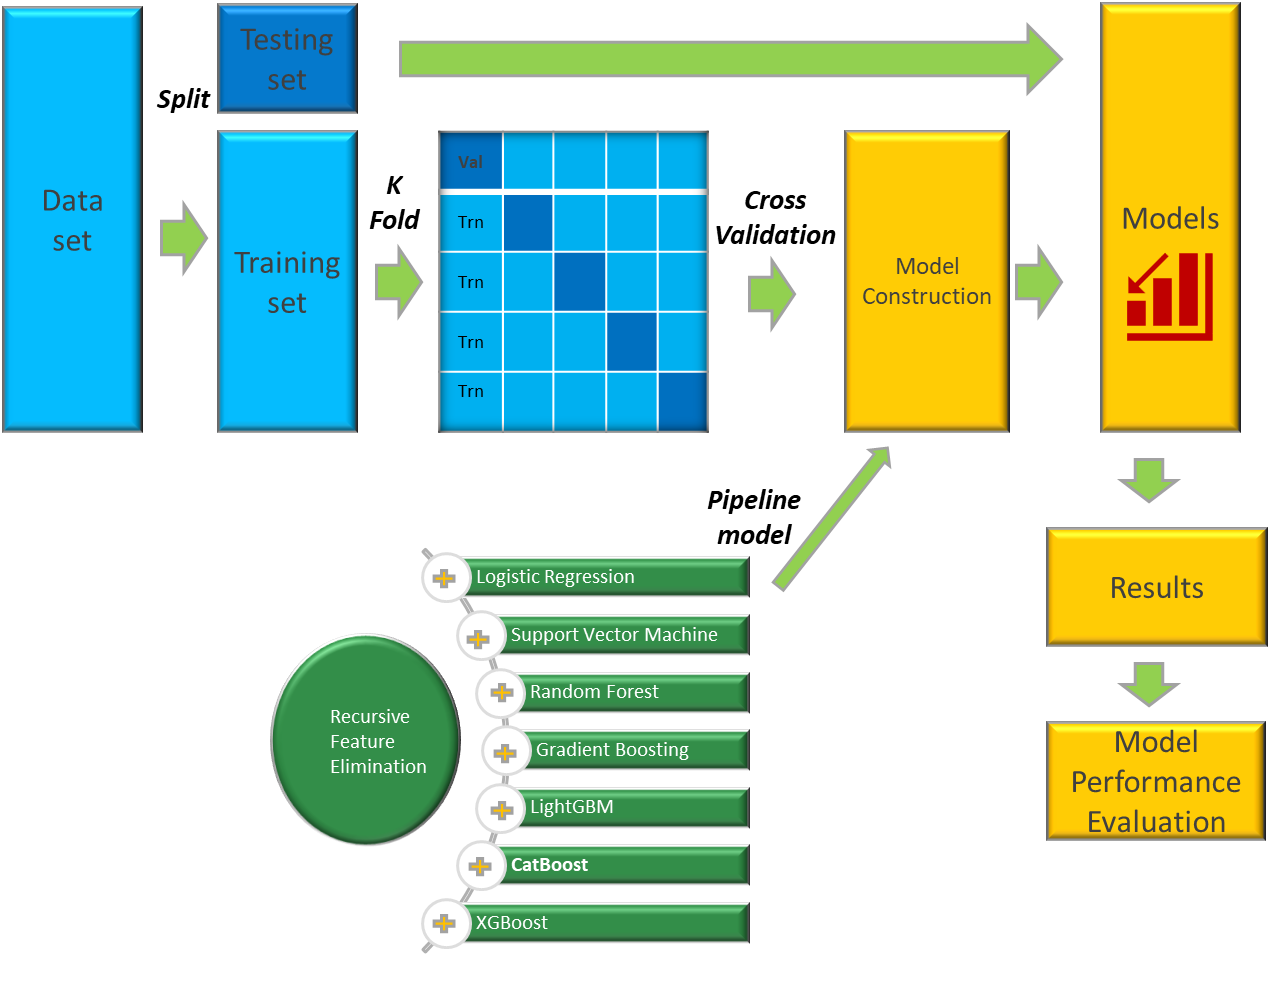 Data
set
Split
Testing
set
Training
set
K
Fold
Val
Trn
Trn
Trn
Trn
Cross
Validation
Model
Construction
Models
Pipeline
model
Recursive
Feature
Elimination
Logistic Regression
Support Vector Machine
Random Forest
Gradient Boosting
LightGBM
CatBoost
XGBoost
Results
Model
Performance
Evaluation